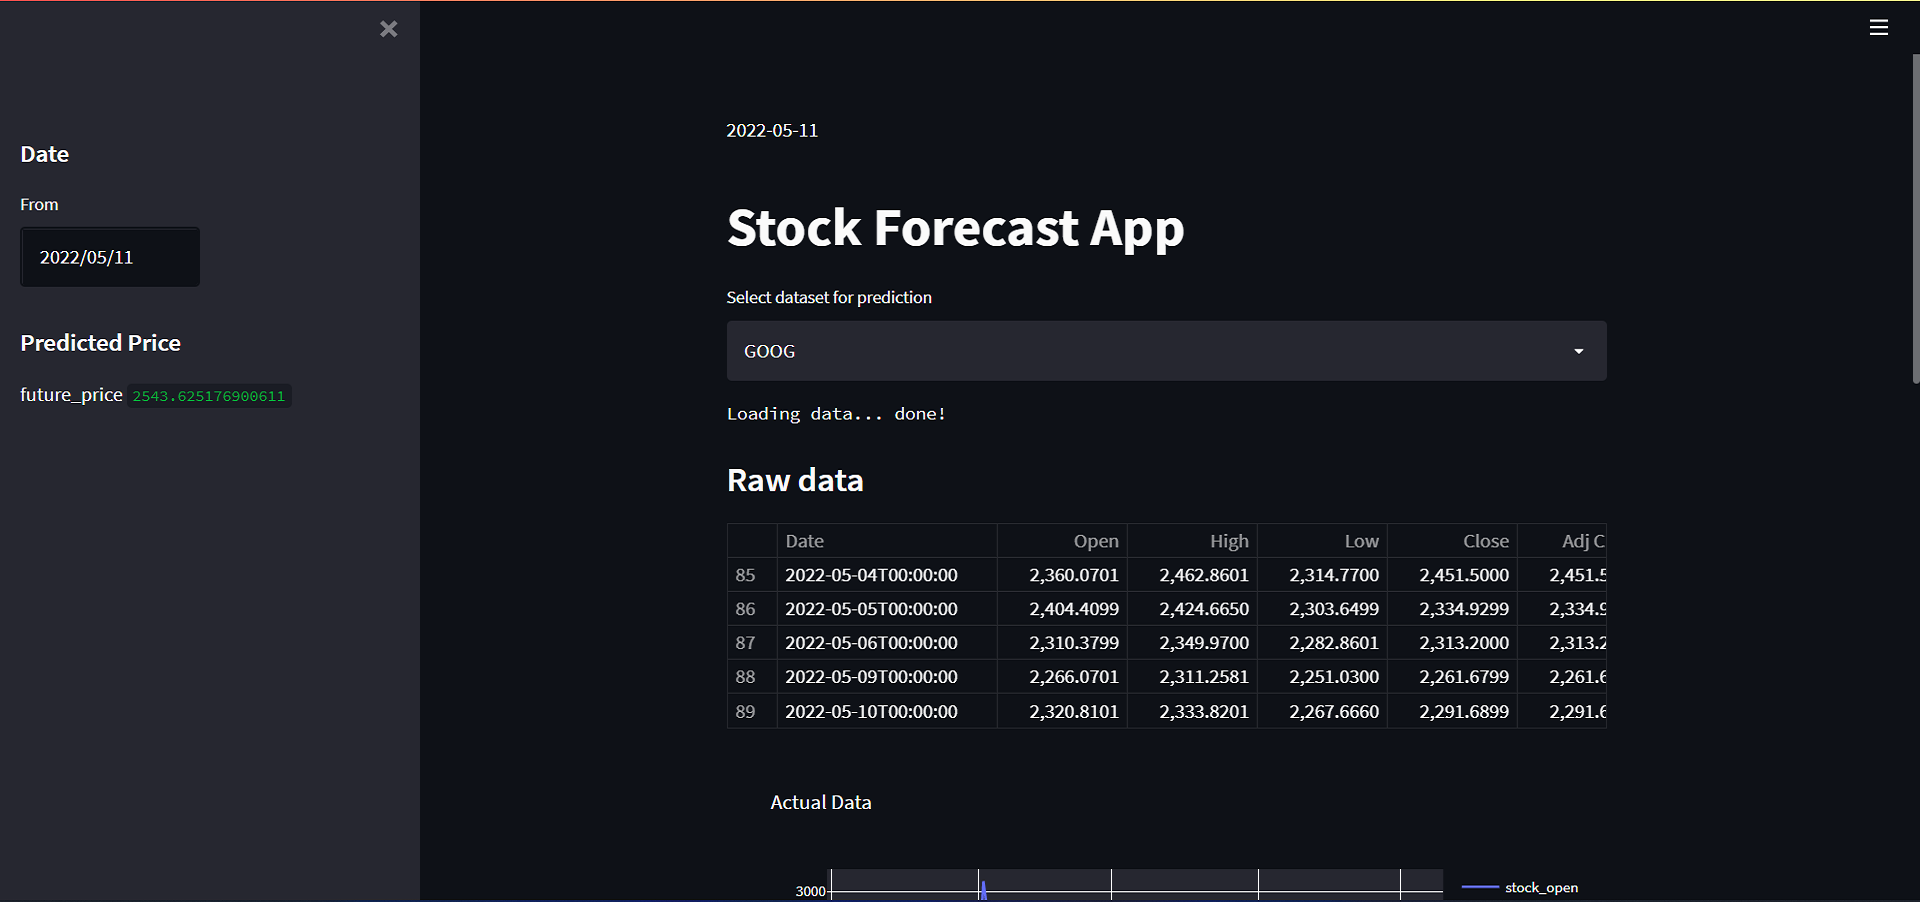 Date
From
2022/05/11
Predicted Price
future_price 2543.625176900611
2022-05-11
Stock Forecast App
Select dataset for prediction
GOOG
Loading data... done!
Raw data
Date Open High Low Close Adj C
85 2022-05-04T00:00:00 2,360.0701 2,462.8601 2,314.7700 2,451.5000 2,451.5
86 2022-05-05T00:00:00 2,404.4099 2,424.6650 2,303.6499 2,334.9299 2,334.9
87 2022-05-06T00:00:00 2,310.3799 2,349.9700 2,282.8601 2,313.2000 2,313.2
88 2022-05-09T00:00:00 2,266.0701 2,311.2581 2,251.0300 2,261.6799 2,261.6
89 2022-05-10T00:00:00 2,320.8101 2,333.8201 2,267.6660 2,291.6899 2,291.6
Actual Data
3000
stock_open